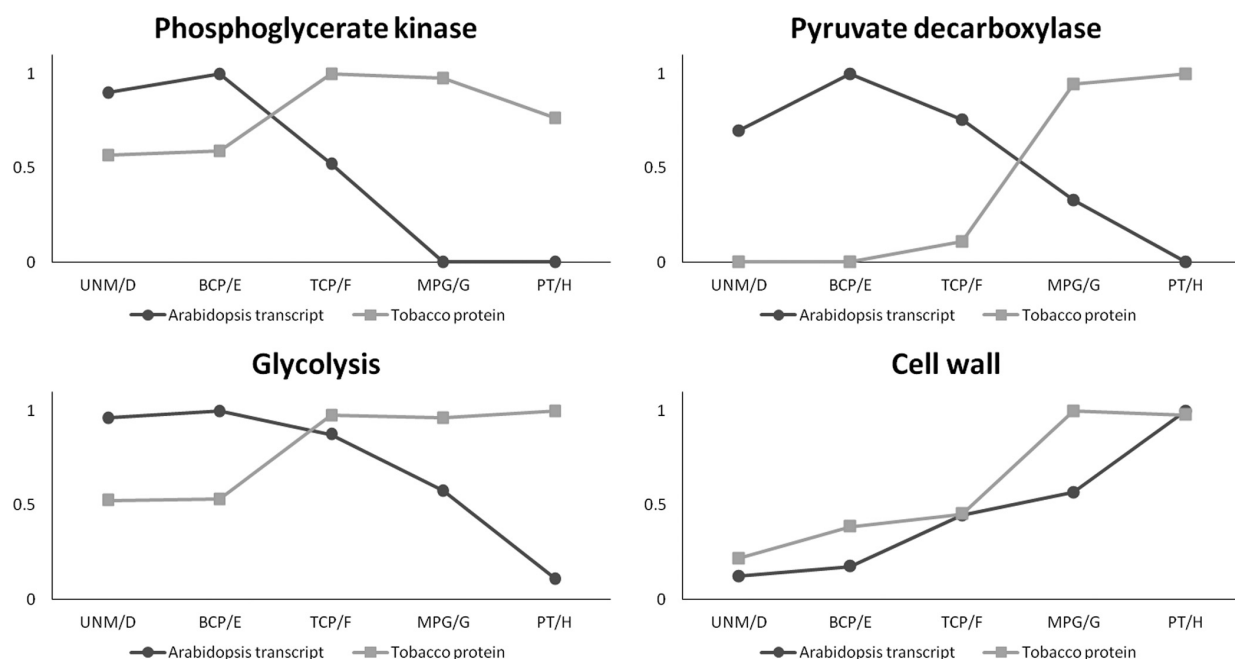 Phosphoglycerate kinase
1
0.5
0
UNM/D BCP/E TCP/F MPG/G PT/H
Arabidopsis transcript Tobacco protein
Pyruvate decarboxylase
1
0.5
0
UNM/D BCP/E TCP/F MPG/G PT/H
Arabidopsis transcript Tobacco protein
Glycolysis
1
0.5
0
UNM/D BCP/E TCP/F MPG/G PT/H
Arabidopsis transcript Tobacco protein
Cell wall
1
0.5
0
UNM/D BCP/E TCP/F MPG/G PT/H
Arabidopsis transcript Tobacco protein